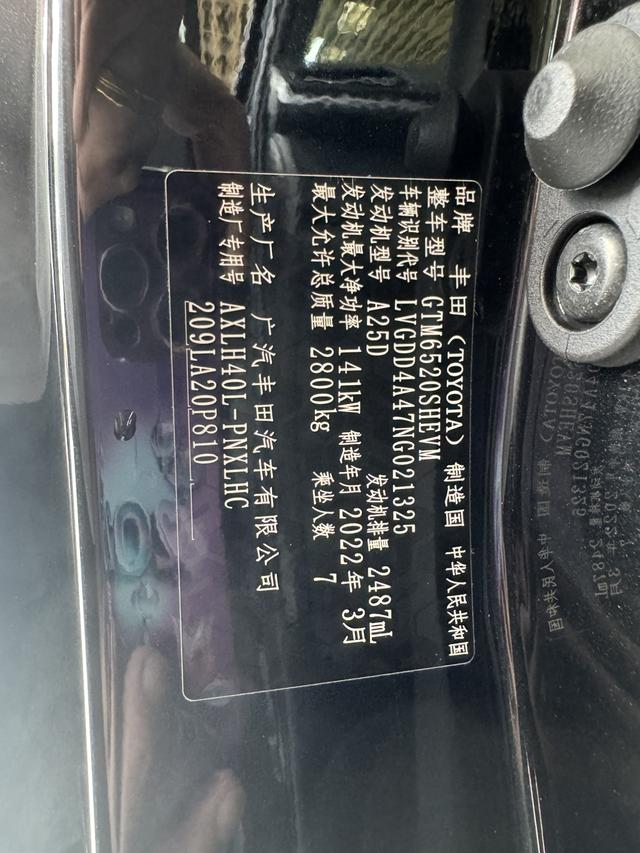 品牌 丰田（TOYOTA） 制造国 中华人民共和国
整车型号 GTM6520SHEVM
车辆识别代号 LVGDD4A47NG021325
发动机型号 A25D 发动机排量 2487mL
发动机最大净功率 141kW 制造年月 2022年 3月
最大允许总质量 2800kg 乘坐人数 7
生产厂名 广汽丰田汽车有限公司
制造厂专用号 AXLH40L-PNXLHC
209LA20P810